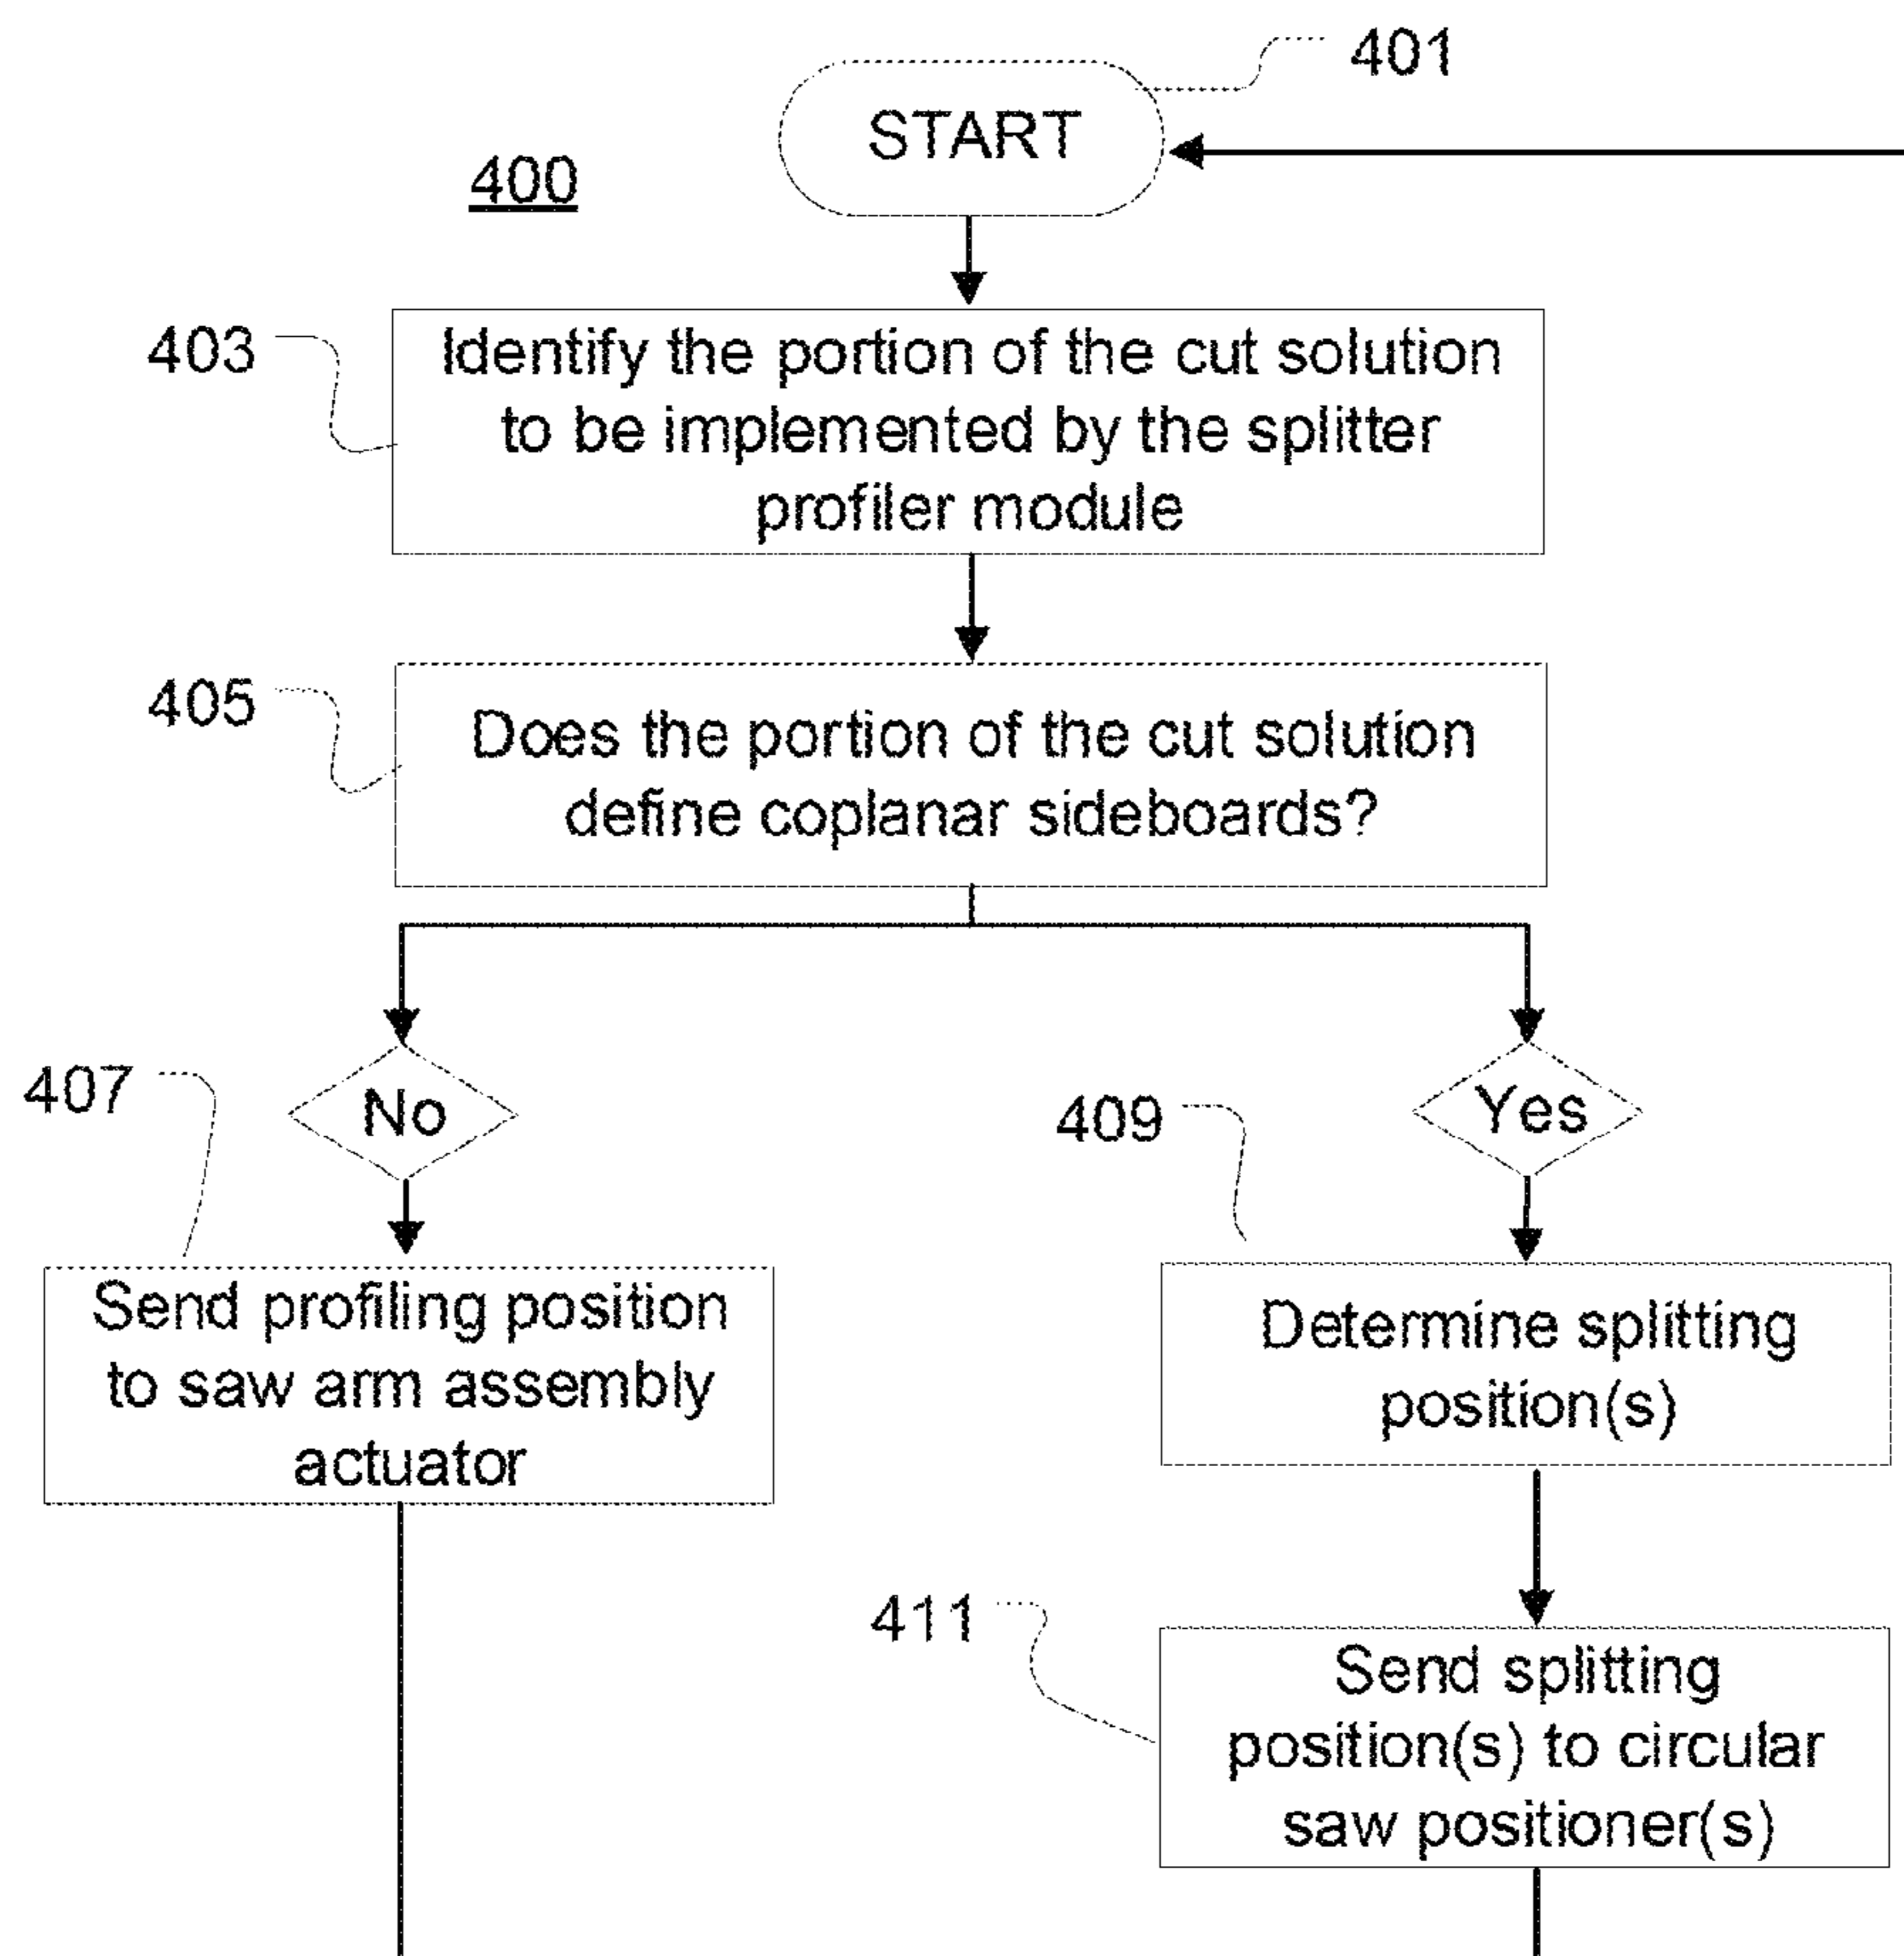 401
START
400
403
Identify the portion of the cut solution
to be implemented by the splitter
profiler module
405
Does the portion of the cut solution
define coplanar sideboards?
407
No
409
Yes
Send profiling position
to saw arm assembly
actuator
Determine splitting
position(s)
411
Send splitting
position(s) to circular
saw positioner(s)